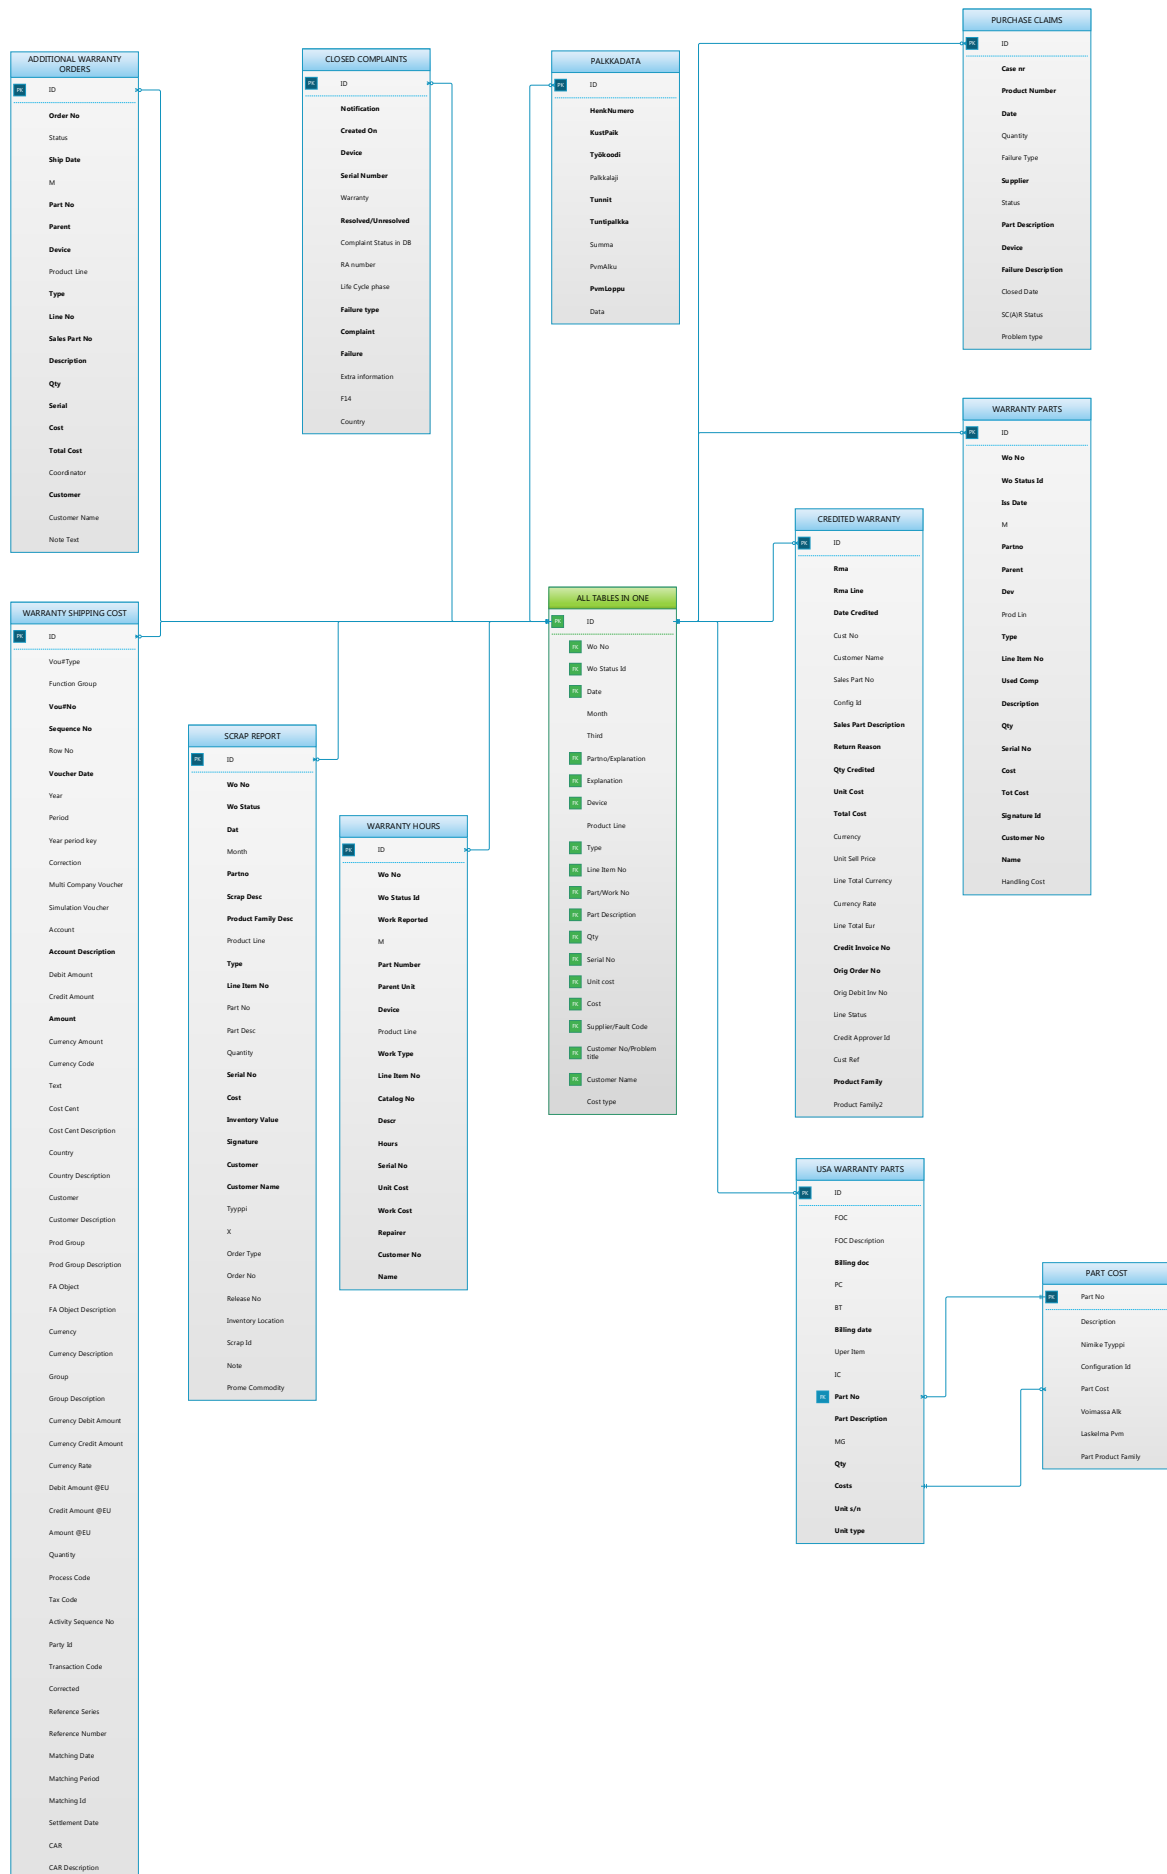 ADDITIONAL WARRANTY
ORDERS
PK ID
Order No
Status
Ship Date
M
Part No
Parent
Device
Product Line
Type
Line No
Sales Part No
Description
Qty
Serial
Cost
Total Cost
Coordinator
Customer
Customer Name
Note Text
CLOSED COMPLAINTS
PK ID
Notification
Created On
Device
Serial Number
Warranty
Resolved/Unresolved
Complaint Status in DB
RA number
Life Cycle phase
Failure type
Complaint
Failure
Extra information
F14
Country
PALKKADATA
PK ID
HenkNumero
KustPaik
Työkoodi
Palkkalaji
Tunnit
Tuntipalkka
Summa
PvmAlku
PvmLoppu
Data
PURCHASE CLAIMS
PK ID
Case nr
Product Number
Date
Quantity
Failure Type
Supplier
Status
Part Description
Device
Failure Description
Closed Date
SC(A)R Status
Problem type
WARRANTY PARTS
PK ID
Wo No
Wo Status Id
Iss Date
M
Partno
Parent
Dev
Prod Lin
Type
Line Item No
Used Comp
Description
Qty
Serial No
Cost
Tot Cost
Signature Id
Customer No
Name
Handling Cost
CREDITED WARRANTY
PK ID
Rma
Rma Line
Date Credited
Cust No
Customer Name
Sales Part No
Config Id
Sales Part Description
Return Reason
Qty Credited
Unit Cost
Total Cost
Currency
Unit Sell Price
Line Total Currency
Currency Rate
Line Total Eur
Credit Invoice No
Orig Order No
Orig Debit Inv No
Line Status
Credit Approver Id
Cust Ref
Product Family
Product Family2
ALL TABLES IN ONE
PK ID
FK Wo No
FK Wo Status Id
FK Date
Month
Third
FK Partno/Explanation
FK Explanation
FK Device
Product Line
FK Type
FK Line Item No
FK Part/Work No
FK Part Description
FK Qty
FK Serial No
FK Unit cost
FK Cost
FK Supplier/Fault Code
FK Customer No/Problem
title
FK Customer Name
Cost type
WARRANTY SHIPPING COST
PK ID
Vou#Type
Function Group
Vou#No
Sequence No
Row No
Voucher Date
Year
Period
Year period key
Correction
Multi Company Voucher
Simulation Voucher
Account
Account Description
Debit Amount
Credit Amount
Amount
Currency Amount
Currency Code
Text
Cost Cent
Cost Cent Description
Country
Country Description
Customer
Customer Description
Prod Group
Prod Group Description
FA Object
FA Object Description
Currency
Currency Description
Group
Group Description
Currency Debit Amount
Currency Credit Amount
Currency Rate
Debit Amount @EU
Credit Amount @EU
Amount @EU
Quantity
Process Code
Tax Code
Activity Sequence No
Party Id
Transaction Code
Corrected
Reference Series
Reference Number
Matching Date
Matching Period
Matching Id
Settlement Date
CAR
CAR Description
SCRAP REPORT
PK ID
Wo No
Wo Status
Dat
Month
Partno
Scrap Desc
Product Family Desc
Product Line
Type
Line Item No
Part No
Part Desc
Quantity
Serial No
Cost
Inventory Value
Signature
Customer
Customer Name
Tyyppi
X
Order Type
Order No
Release No
Inventory Location
Scrap Id
Note
Prome Commodity
WARRANTY HOURS
PK ID
Wo No
Wo Status Id
Work Reported
M
Part Number
Parent Unit
Device
Product Line
Work Type
Line Item No
Catalog No
Descr
Hours
Serial No
Unit Cost
Work Cost
Repairer
Customer No
Name
USA WARRANTY PARTS
PK ID
FOC
FOC Description
Billing doc
PC
BT
Billing date
Uper Item
IC
FK Part No
Part Description
MG
Qty
Costs
Unit s/n
Unit type
PART COST
PK Part No
Description
Nimike Tyyppi
Configuration Id
Part Cost
Voimassa Alk
Laskelma Pvm
Part Product Family